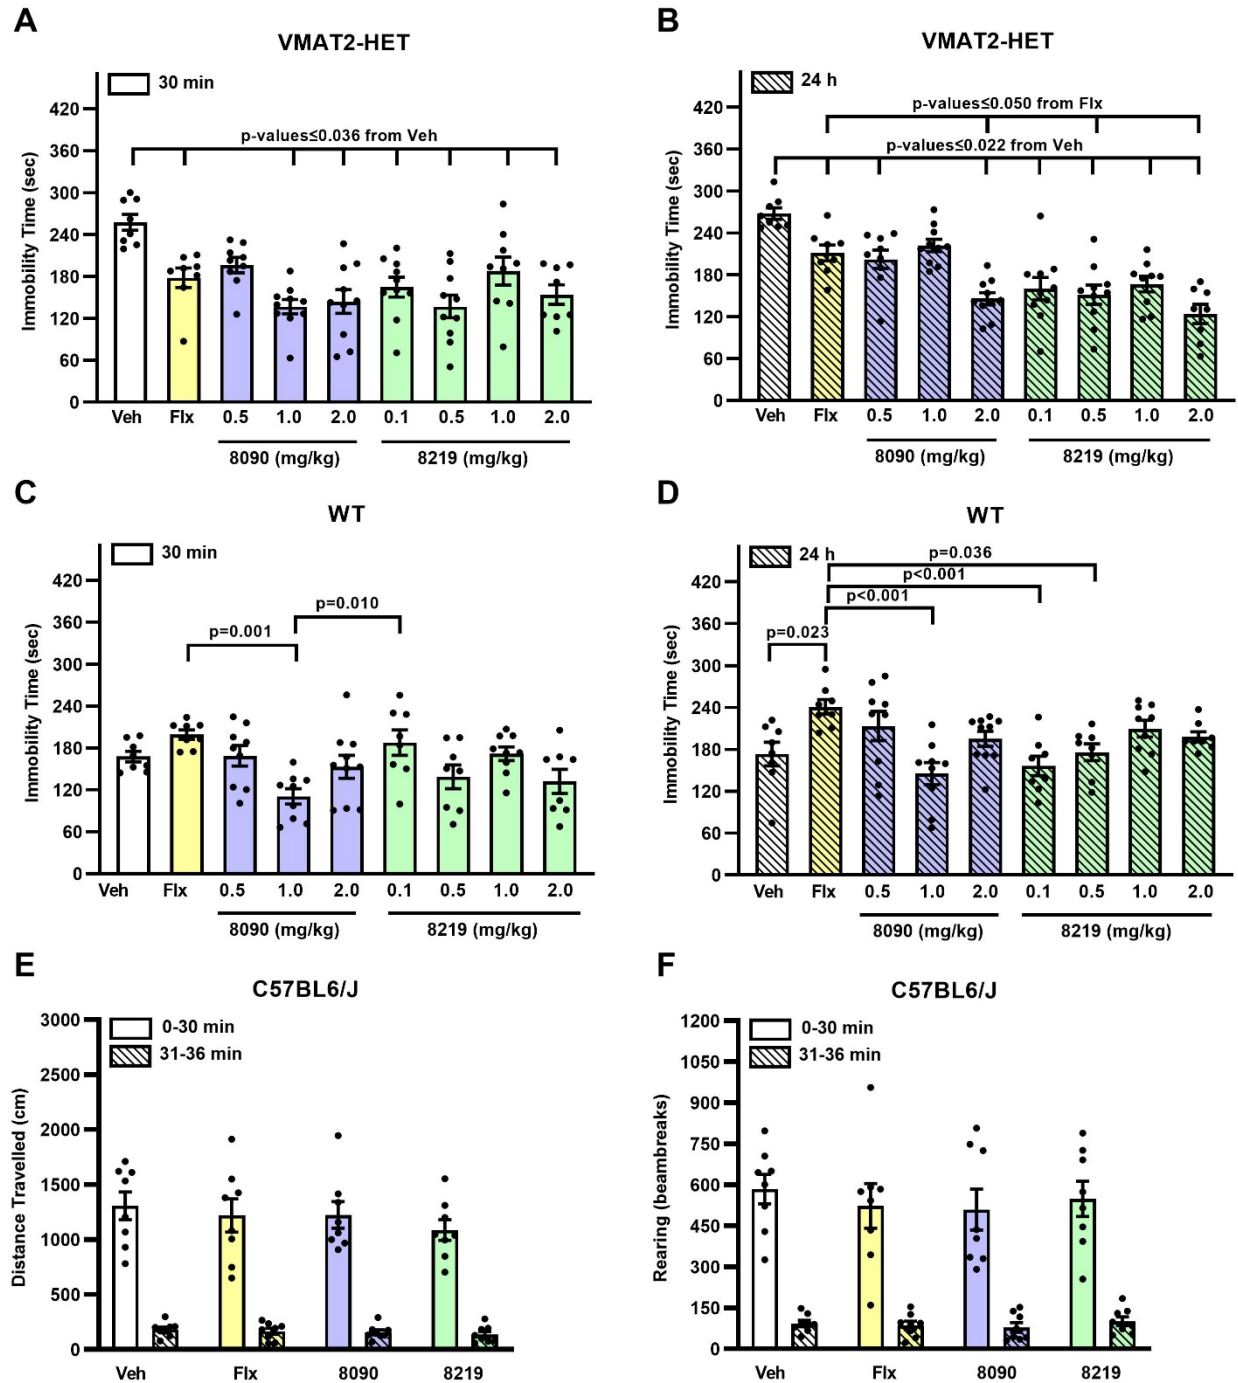 A
VMAT2-HET
30 min
p-values≤0.036 from Veh
Immobility Time (sec)
420
360
300
240
180
120
60
0
Veh Flx 0.5 1.0 2.0 0.1 0.5 1.0 2.0
8090 (mg/kg) 8219 (mg/kg)
B
VMAT2-HET
24 h
p-values≤0.050 from Flx
p-values≤0.022 from Veh
Immobility Time (sec)
420
360
300
240
180
120
60
0
Veh Flx 0.5 1.0 2.0 0.1 0.5 1.0 2.0
8090 (mg/kg) 8219 (mg/kg)
C
WT
30 min
p=0.010
p=0.001
Immobility Time (sec)
420
360
300
240
180
120
60
0
Veh Flx 0.5 1.0 2.0 0.1 0.5 1.0 2.0
8090 (mg/kg) 8219 (mg/kg)
D
WT
24 h
p=0.036
p<0.001
p<0.001
p=0.023
Immobility Time (sec)
420
360
300
240
180
120
60
0
Veh Flx 0.5 1.0 2.0 0.1 0.5 1.0 2.0
8090 (mg/kg) 8219 (mg/kg)
E
C57BL6/J
0-30 min
31-36 min
Distance Travelled (cm)
3000
2500
2000
1500
1000
500
0
Veh Flx 8090 8219
F
C57BL6/J
0-30 min
31-36 min
Rearing (beambreaks)
1200
1050
900
750
600
450
300
150
0
Veh Flx 8090 8219